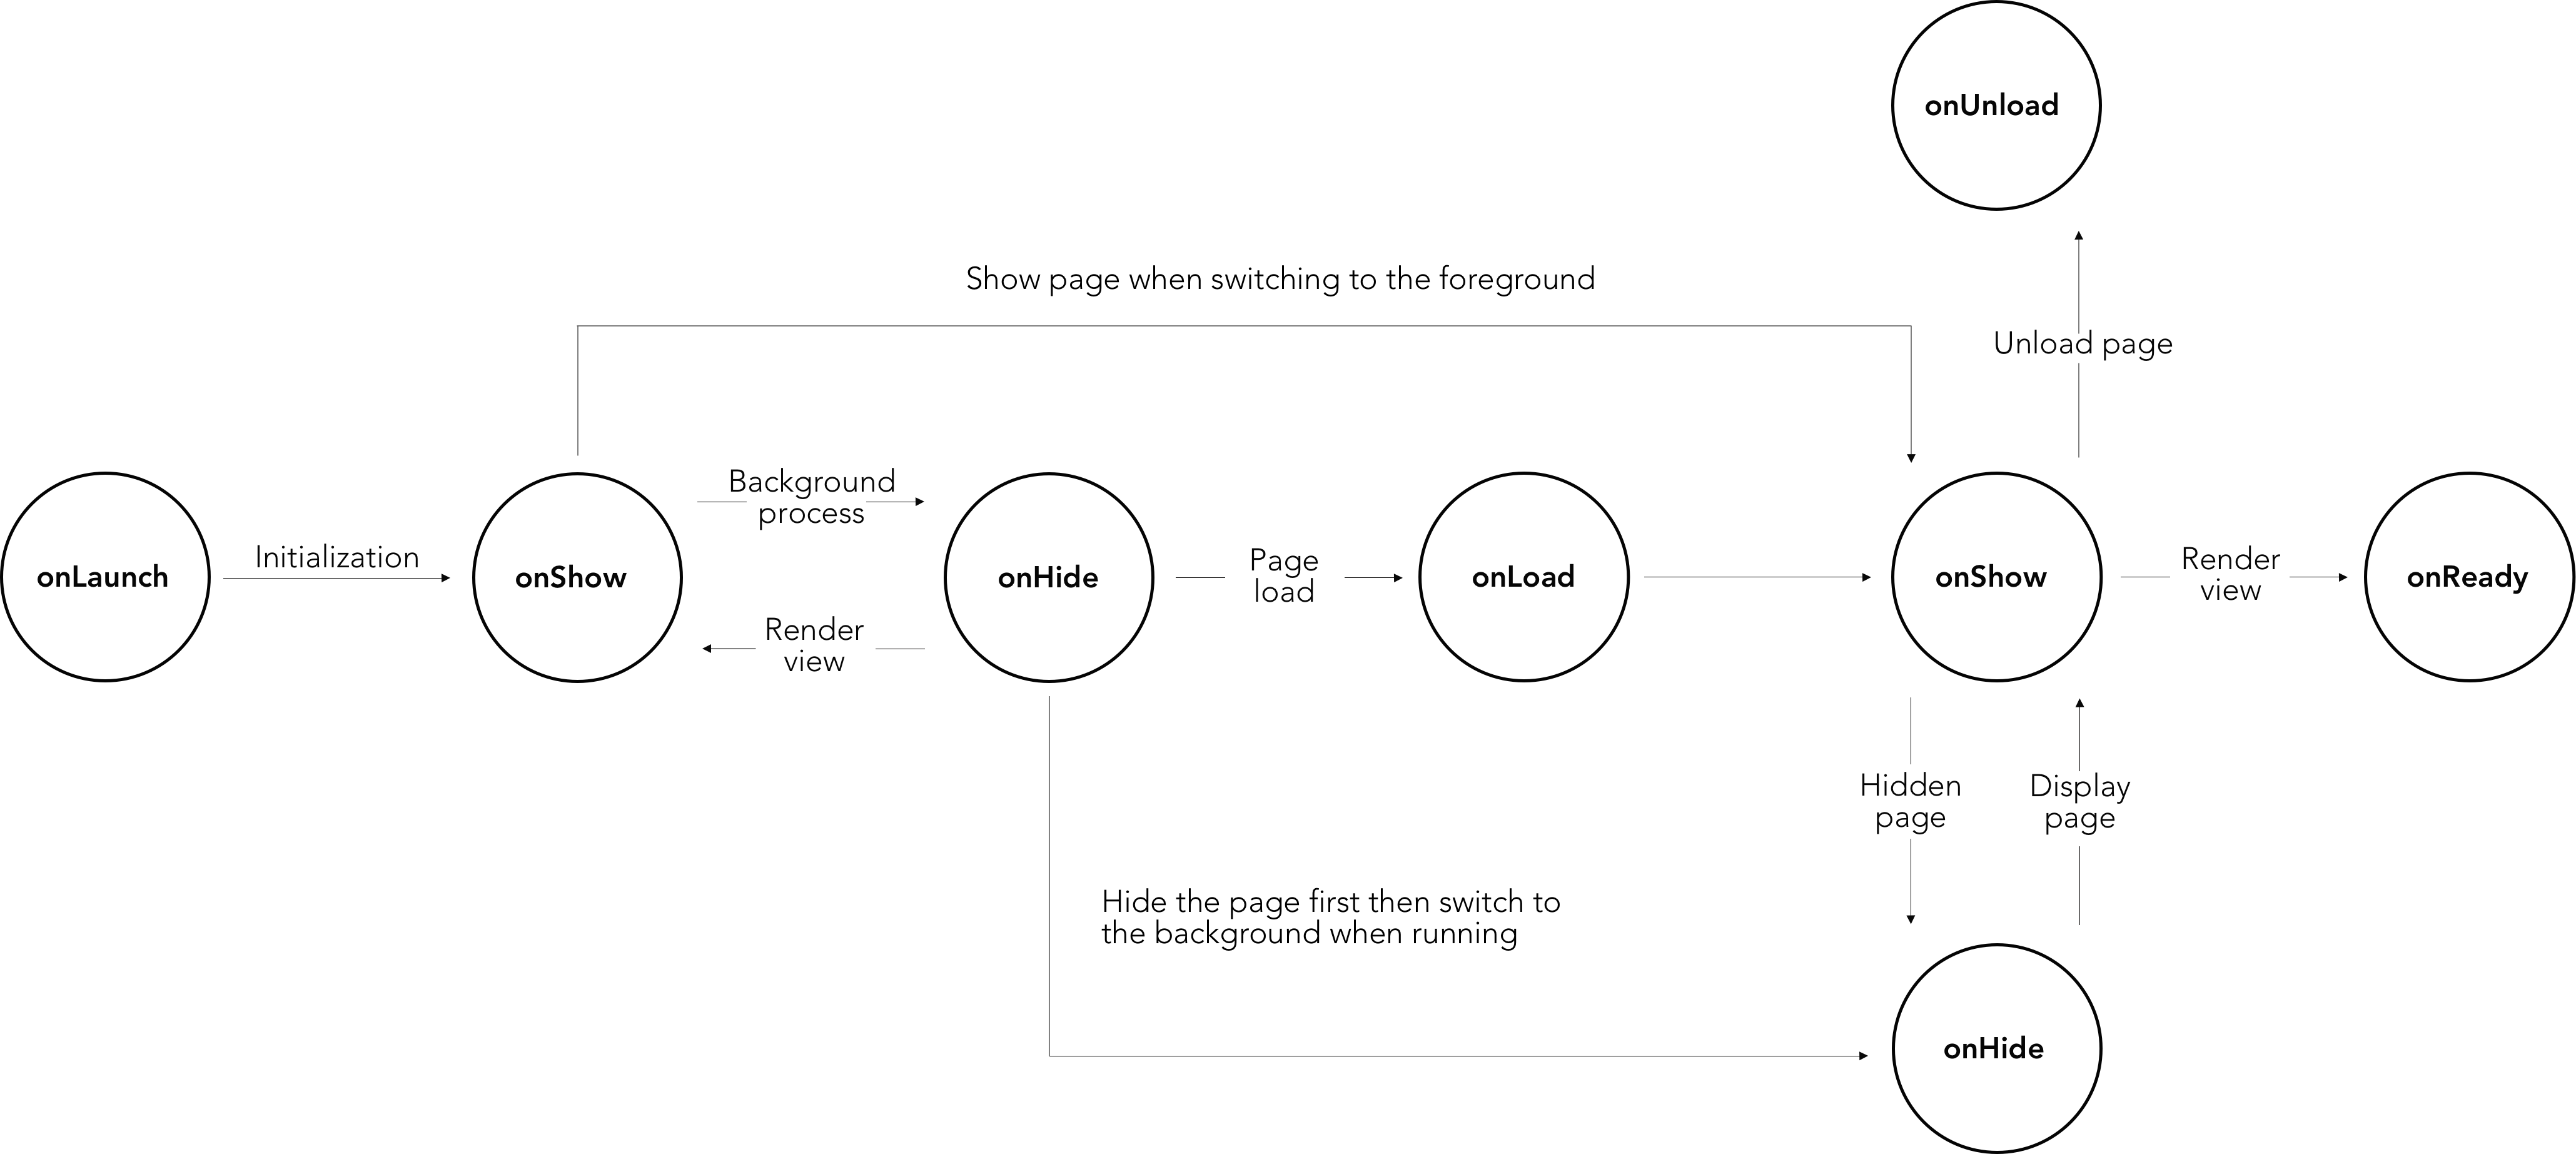 onUnload
Show page when switching to the foreground
Unload page
Background
process
Initialization
Render
view
Page
load
Render
view
onLaunch
onShow
onHide
onLoad
onShow
onReady
Hidden
page
Display
page
Hide the page first then switch to
the background when running
onHide